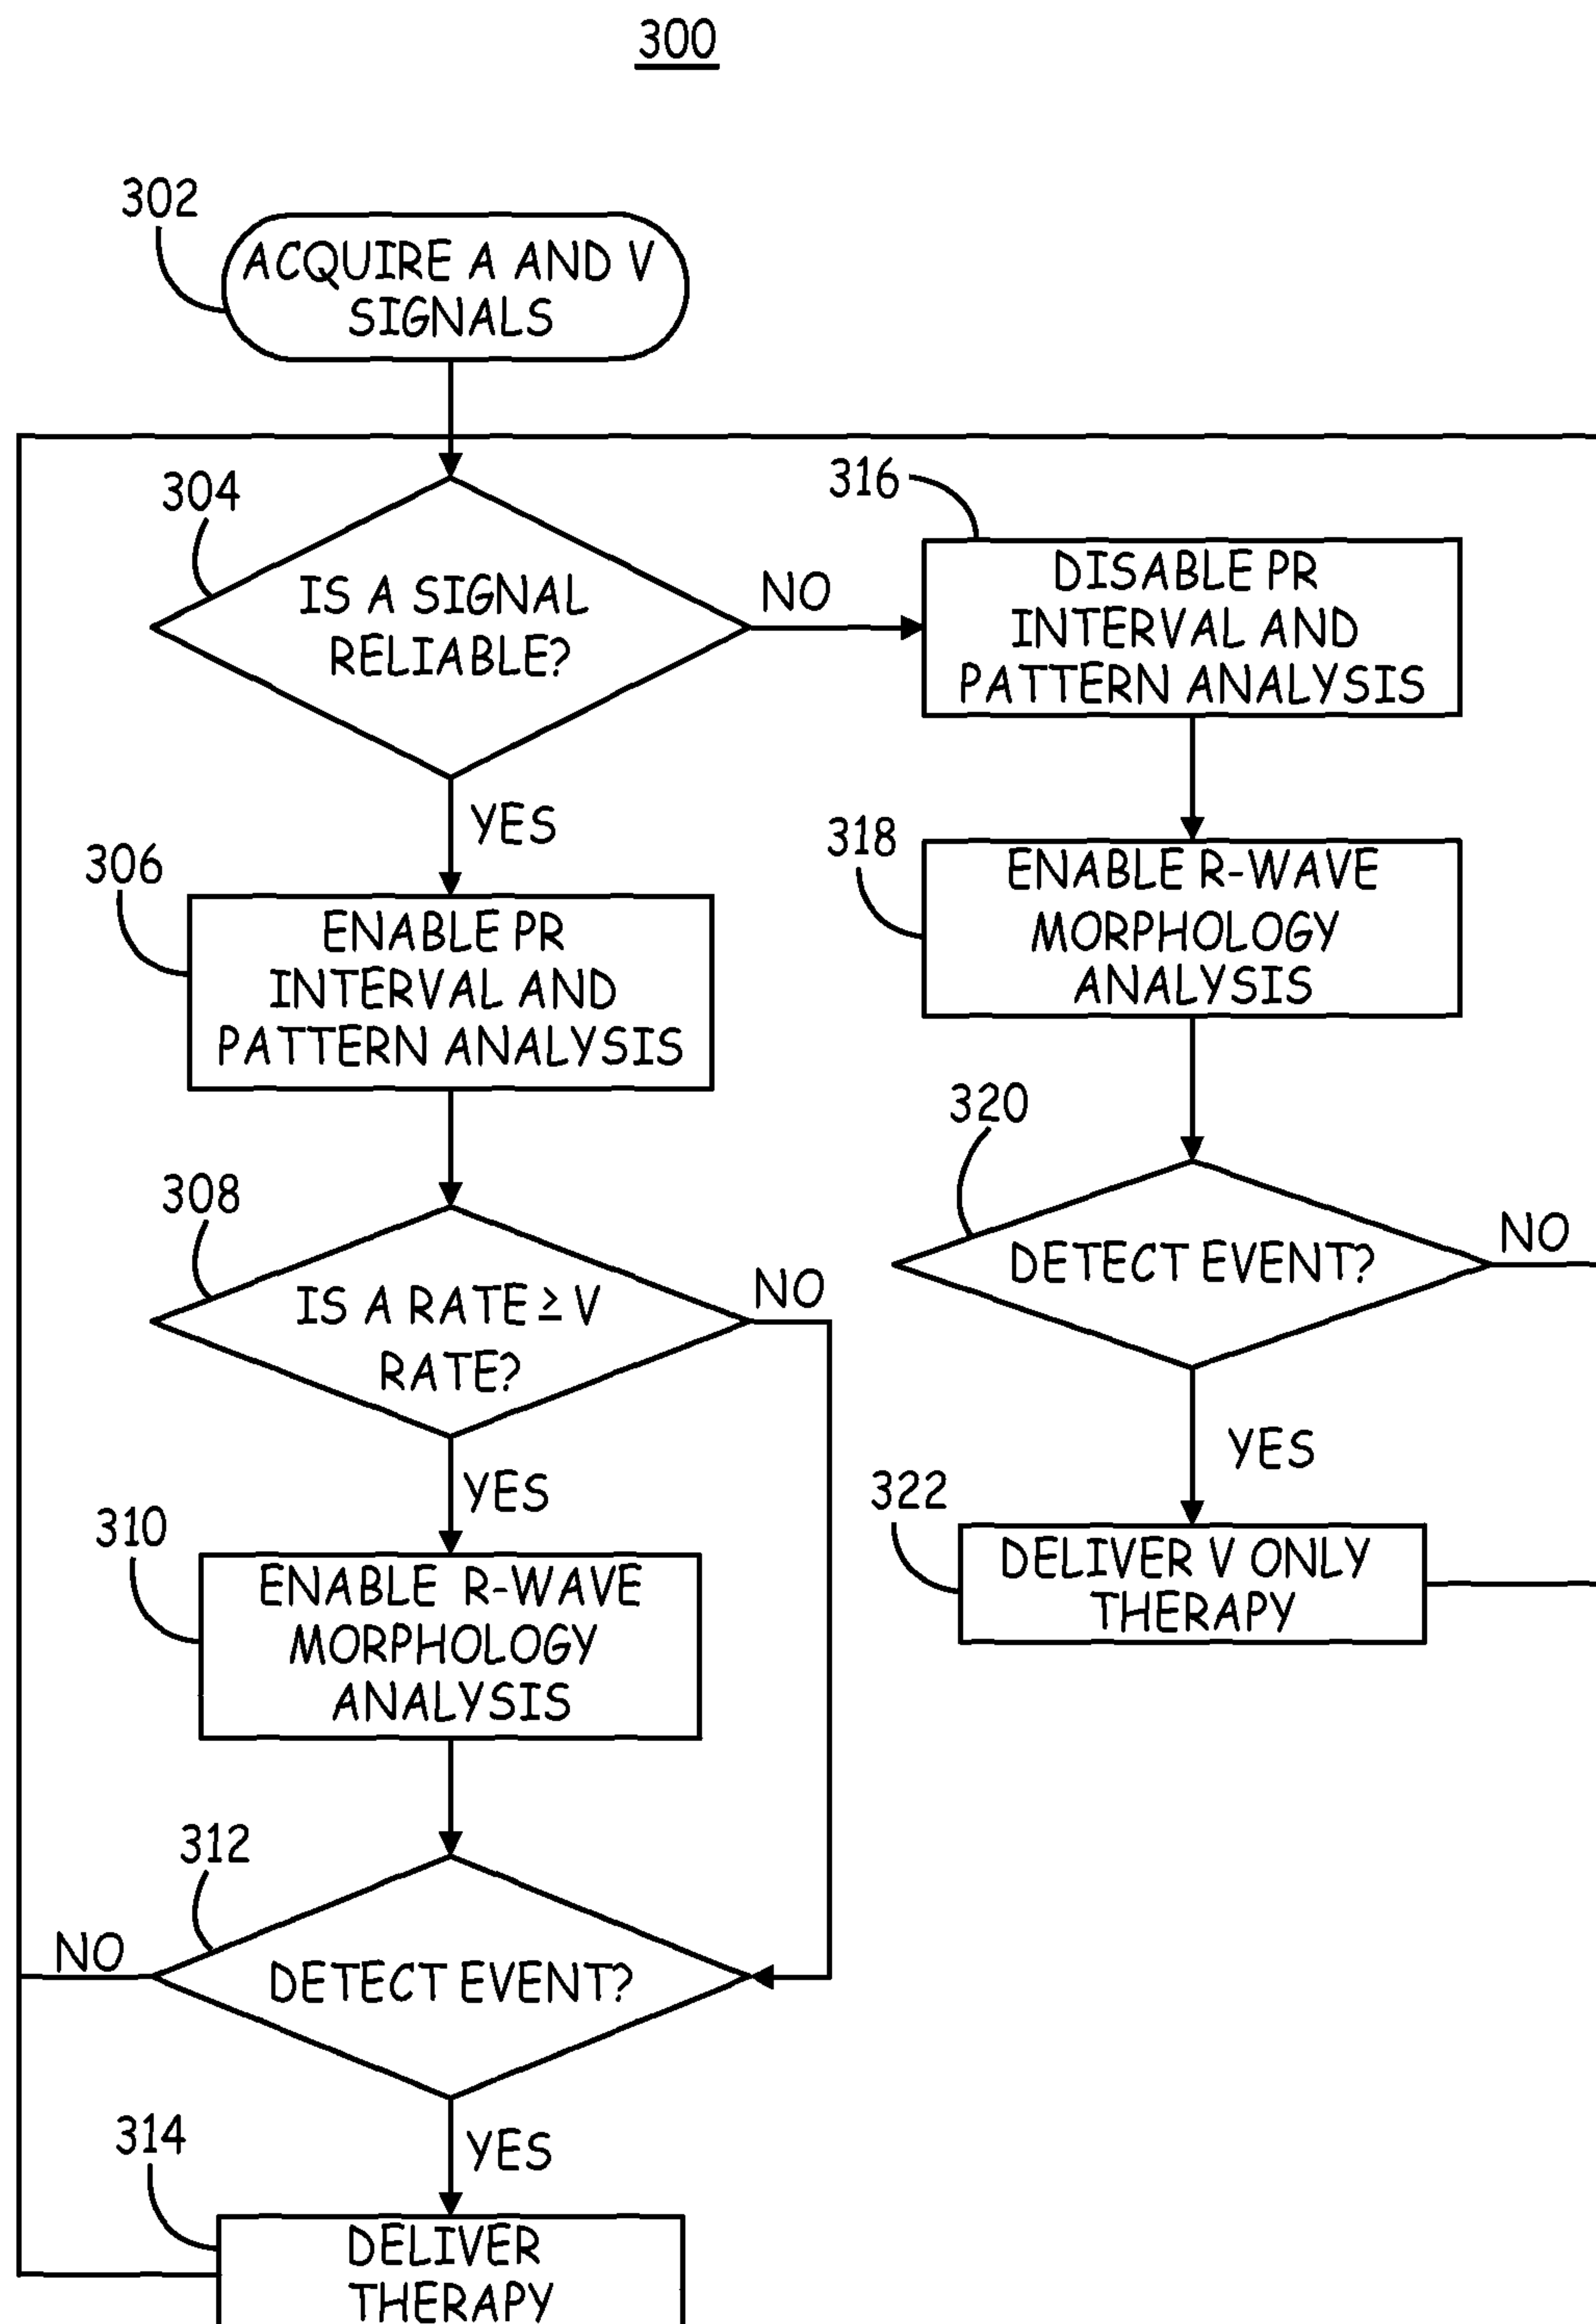 300
302
ACQUIRE A AND V
SIGNALS
304
IS A SIGNAL
RELIABLE?
NO
YES
316
DISABLE PR
INTERVAL AND
PATTERN ANALYSIS
306
ENABLE PR
INTERVAL AND
PATTERN ANALYSIS
318
ENABLE R-WAVE
MORPHOLOGY
ANALYSIS
308
IS A RATE ≥ V
RATE?
NO
YES
320
DETECT EVENT?
NO
YES
310
ENABLE R-WAVE
MORPHOLOGY
ANALYSIS
322
DELIVER V ONLY
THERAPY
312
DETECT EVENT?
NO
YES
314
DELIVER
THERAPY